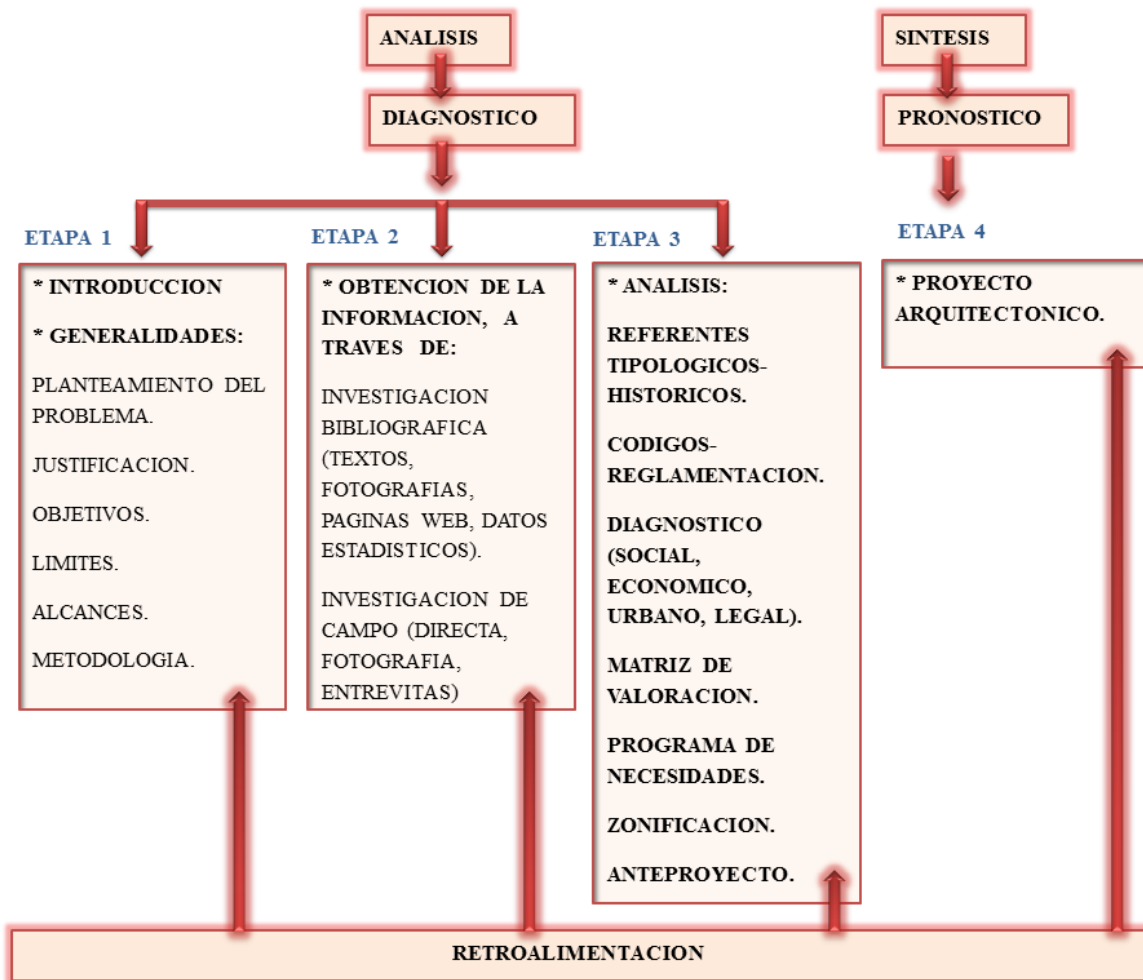 ANALISIS
SINTESIS
DIAGNOSTICO
PRONOSTICO
ETAPA 1
* INTRODUCCION
* GENERALIDADES:
PLANTEAMIENTO DEL
PROBLEMA.
JUSTIFICACION.
OBJETIVOS.
LIMITES.
ALCANCES.
METODOLOGIA.
ETAPA 2
* OBTENCION DE LA
INFORMACION, A
TRAVES DE:
INVESTIGACION
BIBLIOGRAFICA
(TEXTOS,
FOTOGRAFIAS,
PAGINAS WEB, DATOS
ESTADISTICOS).
INVESTIGACION DE
CAMPO (DIRECTA,
FOTOGRAFIA,
ENTREVITAS)
ETAPA 3
* ANALISIS:
REFERENTES
TIPOLOGICOS-
HISTORICOS.
CODIGOS-
REGLAMENTACION.
DIAGNOSTICO
(SOCIAL,
ECONOMICO,
URBANO, LEGAL).
MATRIZ DE
VALORACION.
PROGRAMA DE
NECESIDADES.
ZONIFICACION.
ANTEPROYECTO.
ETAPA 4
* PROYECTO
ARQUITECTONICO.
RETROALIMENTACION